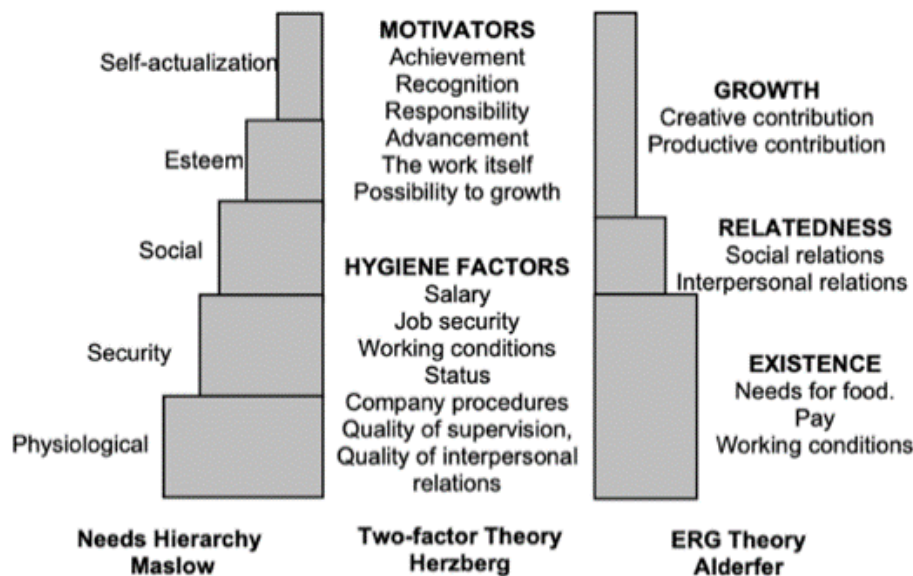 Self-actualization
Esteem
Social
Security
Physiological
Needs Hierarchy
Maslow
MOTIVATORS
Achievement
Recognition
Responsibility
Advancement
The work itself
Possibility to growth
HYGIENE FACTORS
Salary
Job security
Working conditions
Status
Company procedures
Quality of supervision,
Quality of interpersonal
relations
Two-factor Theory
Herzberg
GROWTH
Creative contribution
Productive contribution
RELATEDNESS
Social relations
Interpersonal relations
EXISTENCE
Needs for food.
Pay
Working conditions
ERG Theory
Alderfer